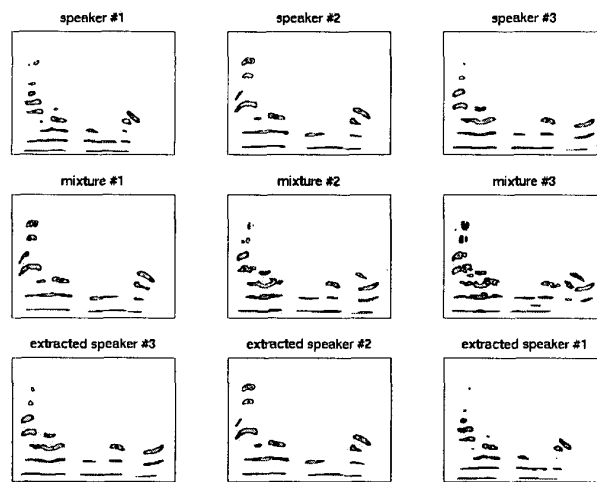 speaker #1 speaker #2 speaker #3
mixture #1 mixture #2 mixture #3
extracted speaker #3 extracted speaker #2 extracted speaker #1